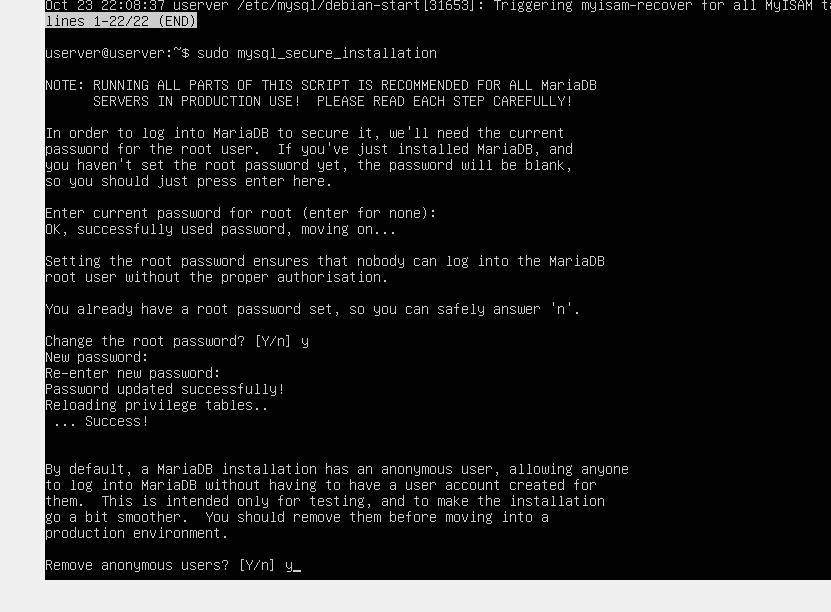 Oct 23 22:08:37 userver /etc/mysql/debian-start[31653]: Triggering myisam-recover for all MyISAM
lines 1-22/22 (END)
userver@userver:~$ sudo mysql_secure_installation
NOTE: RUNNING ALL PARTS OF THIS SCRIPT IS RECOMMENDED FOR ALL MariaDB
SERVERS IN PRODUCTION USE!  PLEASE READ EACH STEP CAREFULLY!
In order to log into MariaDB to secure it, we'll need the current
password for the root user.  If you've just installed MariaDB, and
you haven't set the root password yet, the password will be blank,
so you should just press enter here.
Enter current password for root (enter for none):
OK, successfully used password, moving on...
Setting the root password ensures that nobody can log into the MariaDB
root user without the proper authorisation.
You already have a root password set, so you can safely answer 'n'.
Change the root password? [Y/n] y
New password:
Re-enter new password:
Password updated successfully!
Reloading privilege tables..
... Success!
By default, a MariaDB installation has an anonymous user, allowing anyone
to log into MariaDB without having to have a user account created for
them.  This is intended only for testing, and to make the installation
go a bit smoother.  You should remove them before moving into a
production environment.
Remove anonymous users? [Y/n] y_